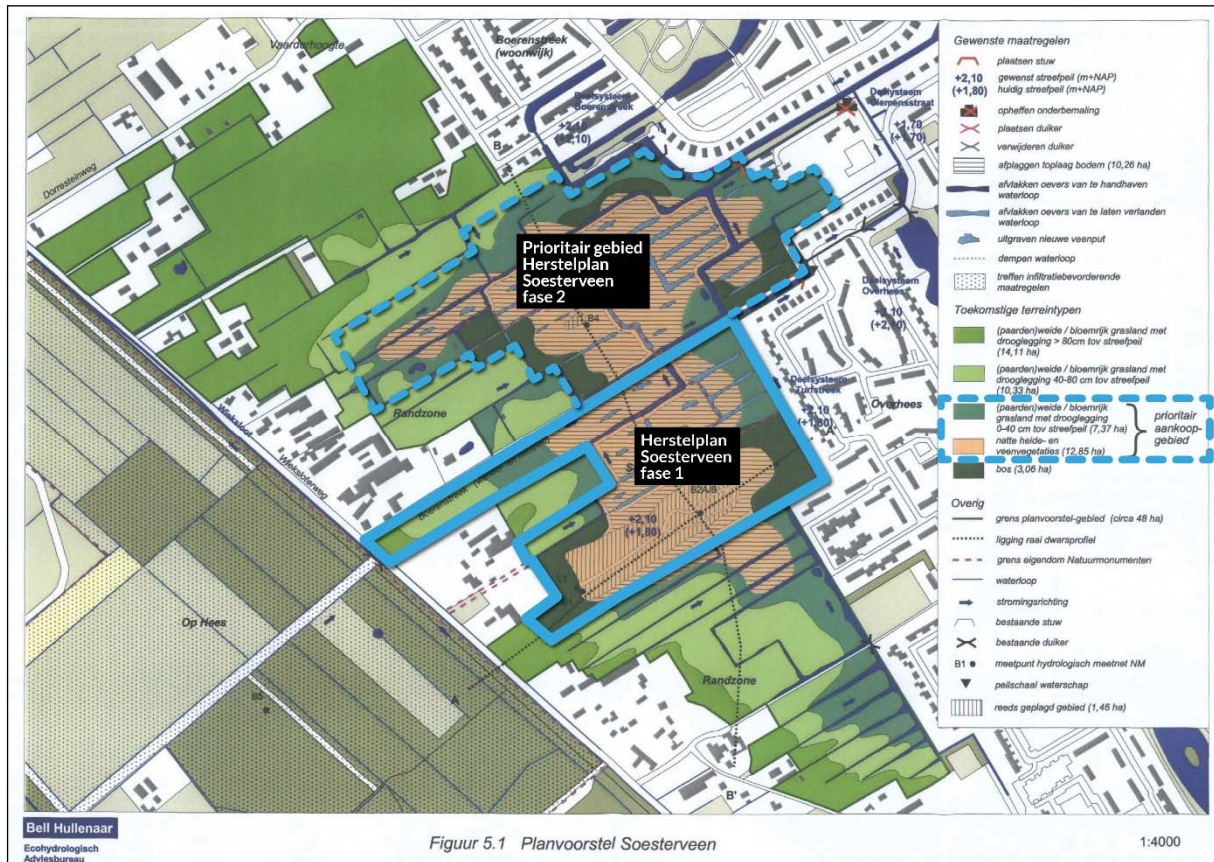 Vaarderhoogte
Boerenstreek
(woonwijk)
Deelsysteem
Boerenstreek
+2,10
(+2,10)
Deelsysteem
Clemensstraat
+1,70
(+1,70)
Dorresteinweg
B
Prioritair gebied
Herstelplan
Soesterveen
fase 2
B4
Deelsysteem
Overhees
+2,10
Randzone
Deelsysteem
Turfstreek
+2,10
(+1,80)
Overhees
A'
Wieksloot
Wieksloterweg
Herstelplan
Soesterveen
fase 1
Boerenstreek
B2A/B
+2,10
(+1,80)
Op Hees
B5
A
Randzone
B'
Gewenste maatregelen
plaatsen stuw
+2,10 gewenst streefpeil (m+NAP)
(+1,80) huidig streefpeil (m+NAP)
opheffen onderbemaling
plaatsen duiker
verwijderen duiker
afplaggen toplaag bodem (10,26 ha)
afvlakken oevers van te handhaven
waterloop
afvlakken oevers van te laten verlanden
waterloop
uitgraven nieuwe veenput
dempen waterloop
treffen infiltratiebevorderende
maatregelen
Toekomstige terreintypen
(paarden)weide / bloemrijk grasland met
drooglegging > 80cm tov streefpeil
(14,11 ha)
(paarden)weide / bloemrijk grasland met
drooglegging 40-80 cm tov streefpeil
(10,33 ha)
(paarden)weide / bloemrijk
grasland met drooglegging
0-40 cm tov streefpeil (7,37 ha)
natte heide- en
veenvegetaties (12,85 ha)
prioritair
aankoop-
gebied
bos (3,06 ha)
Overig
grens planvoorstel-gebied (circa 48 ha)
ligging raai dwarsprofiel
grens eigendom Natuurmonumenten
waterloop
stromingsrichting
bestaande stuw
bestaande duiker
B1 meetpunt hydrologisch meetnet NM
peilschaal waterschap
reeds geplagd gebied (1,46 ha)
Bell Hullenaar
Ecohydrologisch
Adviesbureau
Figuur 5.1 Planvoorstel Soesterveen
1:4000